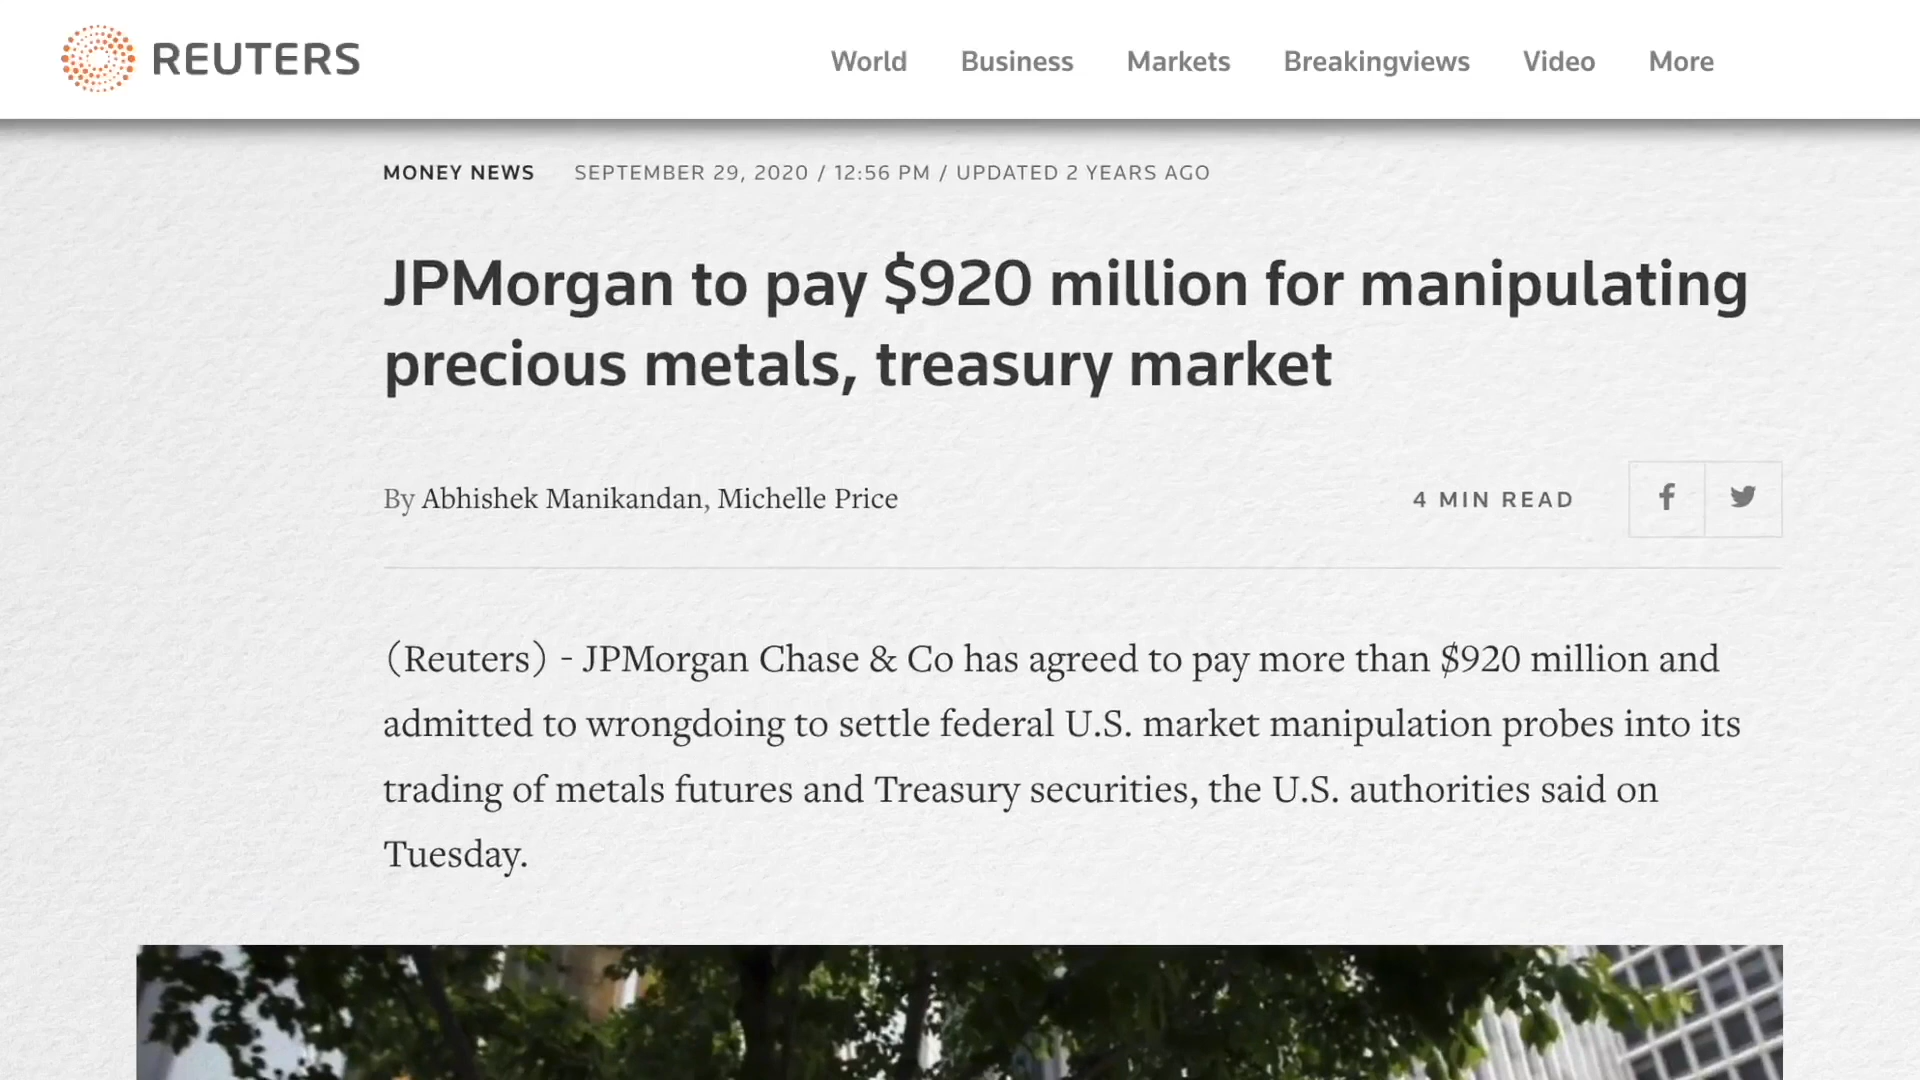 REUTERS
World Business Markets Breakingviews Video More
MONEY NEWS SEPTEMBER 29, 2020 / 12:56 PM / UPDATED 2 YEARS AGO
JPMorgan to pay $920 million for manipulating
precious metals, treasury market
By Abhishek Manikandan, Michelle Price
4 MIN READ
(Reuters) - JPMorgan Chase & Co has agreed to pay more than $920 million and
admitted to wrongdoing to settle federal U.S. market manipulation probes into its
trading of metals futures and Treasury securities, the U.S. authorities said on
Tuesday.